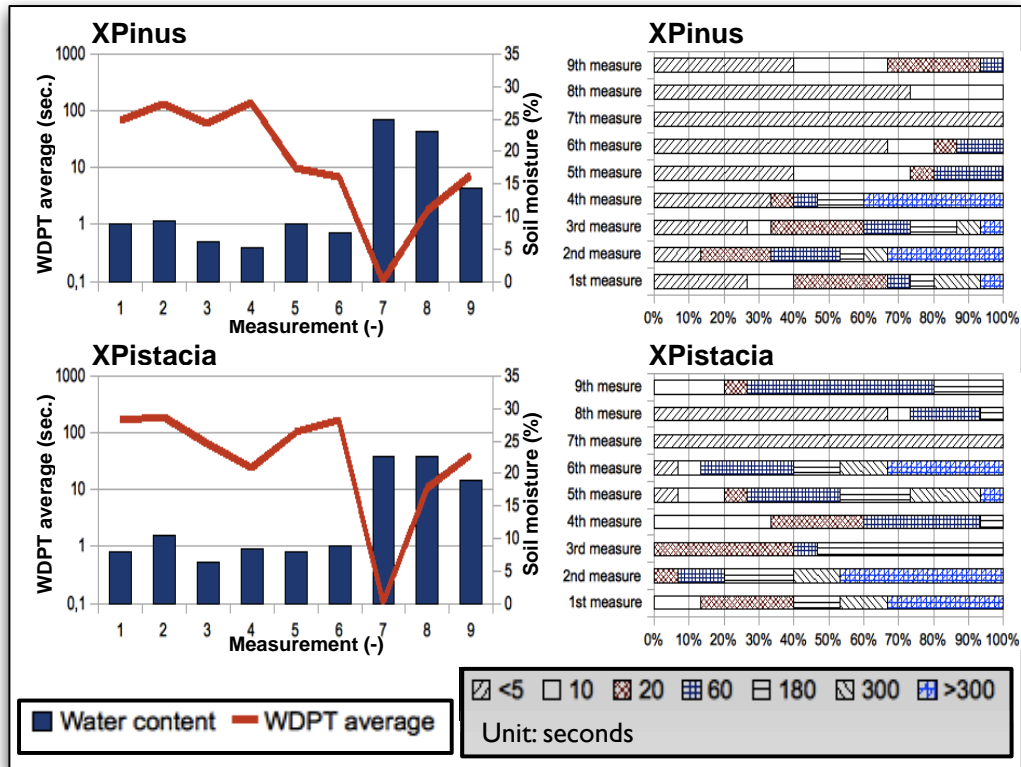 XPinus
WDPT average (sec.)
1000
100
10
1
0,1
35
30
25
20
15
10
5
0
Soil moisture (%)
1 2 3 4 5 6 7 8 9
Measurement (-)
XPinus
9th measure
8th measure
7th measure
6th measure
5th measure
4th measure
3rd measure
2nd measure
1st measure
0% 10% 20% 30% 40% 50% 60% 70% 80% 90% 100%
XPistacia
WDPT average (sec.)
1000
100
10
1
0,1
35
30
25
20
15
10
5
0
Soil moisture (%)
1 2 3 4 5 6 7 8 9
Measurement (-)
XPistacia
9th mesure
8th mesure
7th measure
6th measure
5th measure
4th measure
3rd measure
2nd measure
1st measure
0% 10% 20% 30% 40% 50% 60% 70% 80% 90% 100%
Water content WDPT average
<5 10 20 60 180 300 >300
Unit: seconds